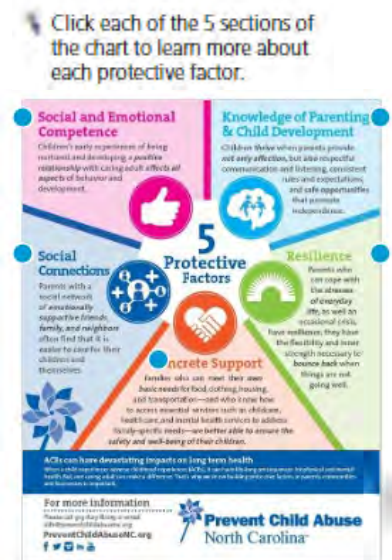 Click each of the 5 sections of
the chart to learn more about
each protective factor.
Social and Emotional
Competence
Children's early experiences of being
nurtured and developing a positive
relationship with caring adult affects all
aspects of behavior and
development.
Knowledge of Parenting
& Child Development
Children thrive when parents provide
not only affection, but also respectful
communication and listening, consistent
rules and expectations,
and safe opportunities
that promote
independence.
5
Protective
Factors
Social
Connections
Parents with a
social network
of emotionally
supportive friends,
family, and neighbors
often find that it is
easier to care for their
children and
themselves.
Resilience
Parents who
can cope with
the stresses
of everyday
life, as well an
occasional crisis,
have resilience; they have
the flexibility and inner
strength necessary to
bounce back when
things are not
going well.
ncrete Support
Families who can meet their own
basic needs for food, clothing, housing,
and transportation—and who know how
to access essential services such as childcare,
health care, and mental health services to address
family-specific needs—are better able to ensure the
safety and well-being of their children.
ACEs can have devastating impacts on long term health
For more information
PreventChildAbuseNC.org
Prevent Child Abuse
North Carolina